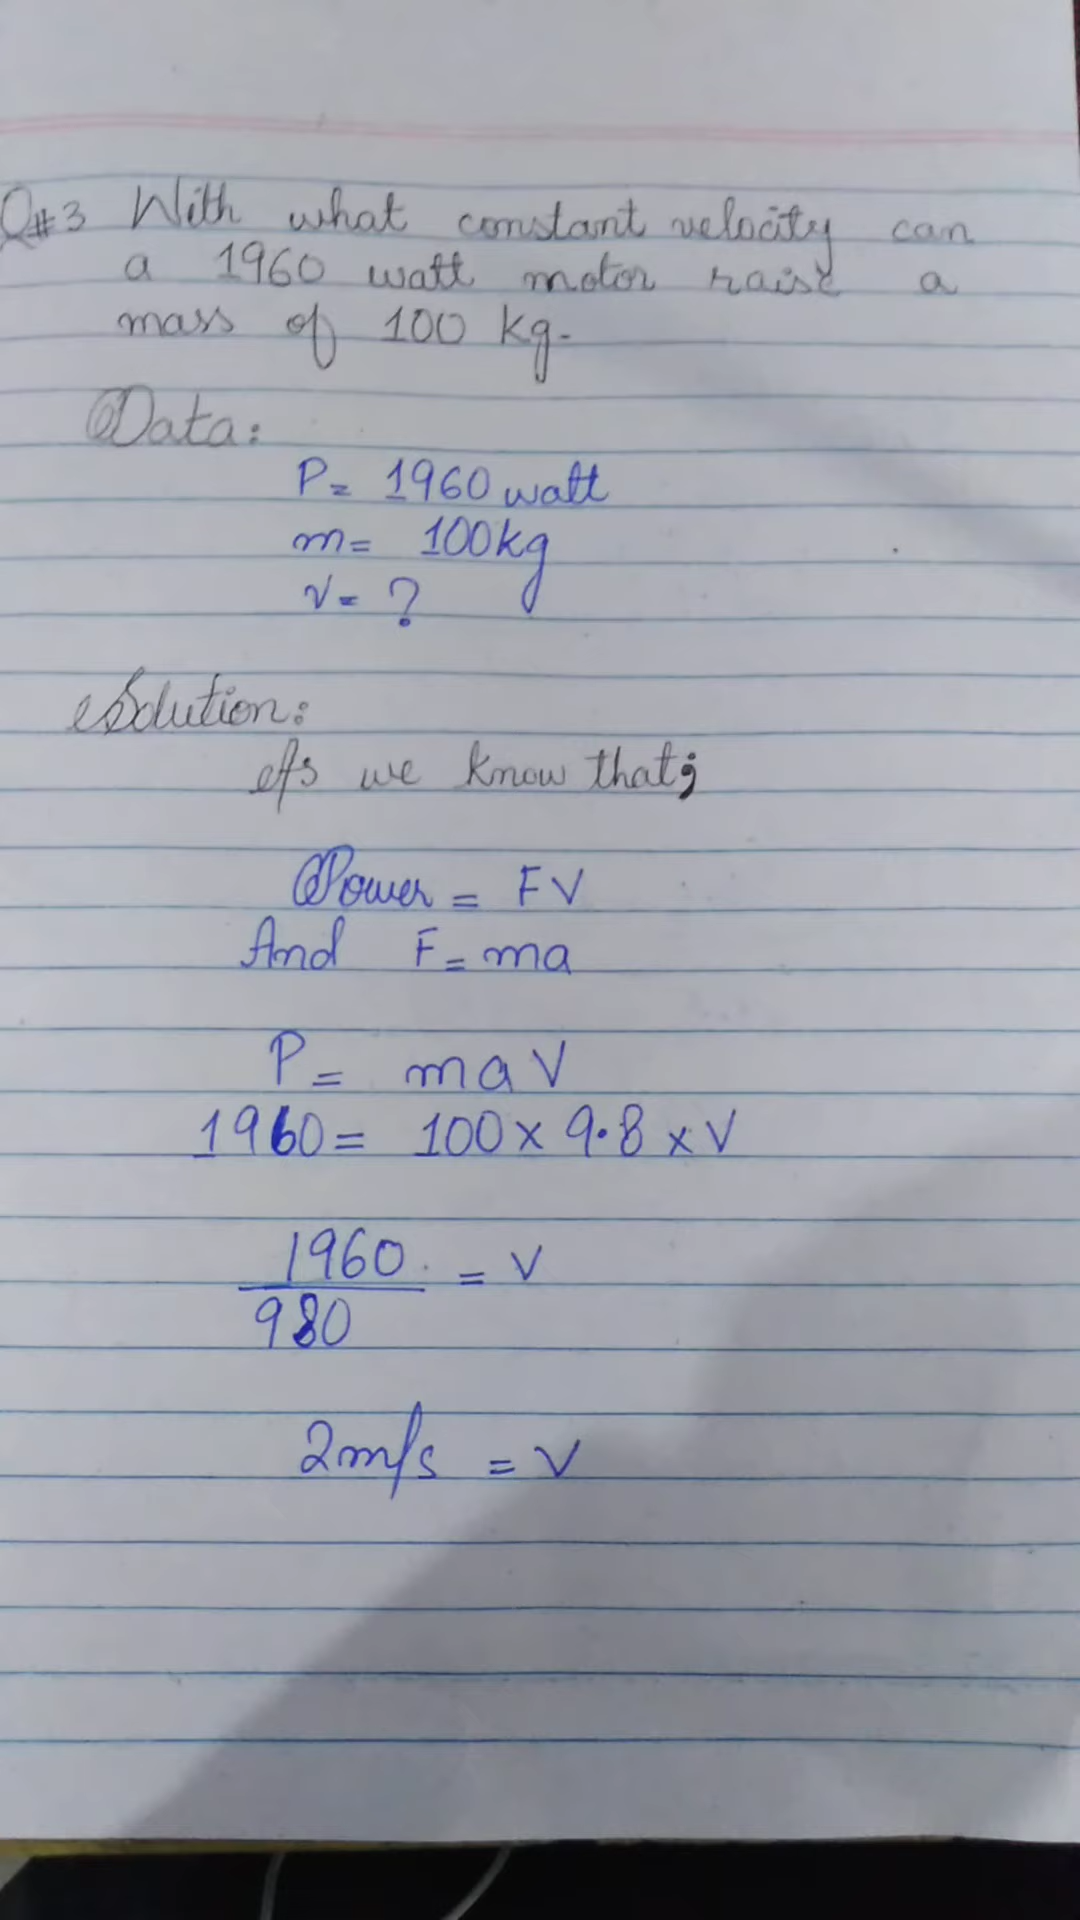 Q#3 With what constant velocity can
a 1960 watt motor raise a
mass of 100 kg.
Data:
P= 1960 watt
m= 100kg
V= ?
Solution:
As we know that;
Power = FV
And F= ma
P= maV
1960= 100 x 9.8 x V
1960
980
= V
2m/s = V